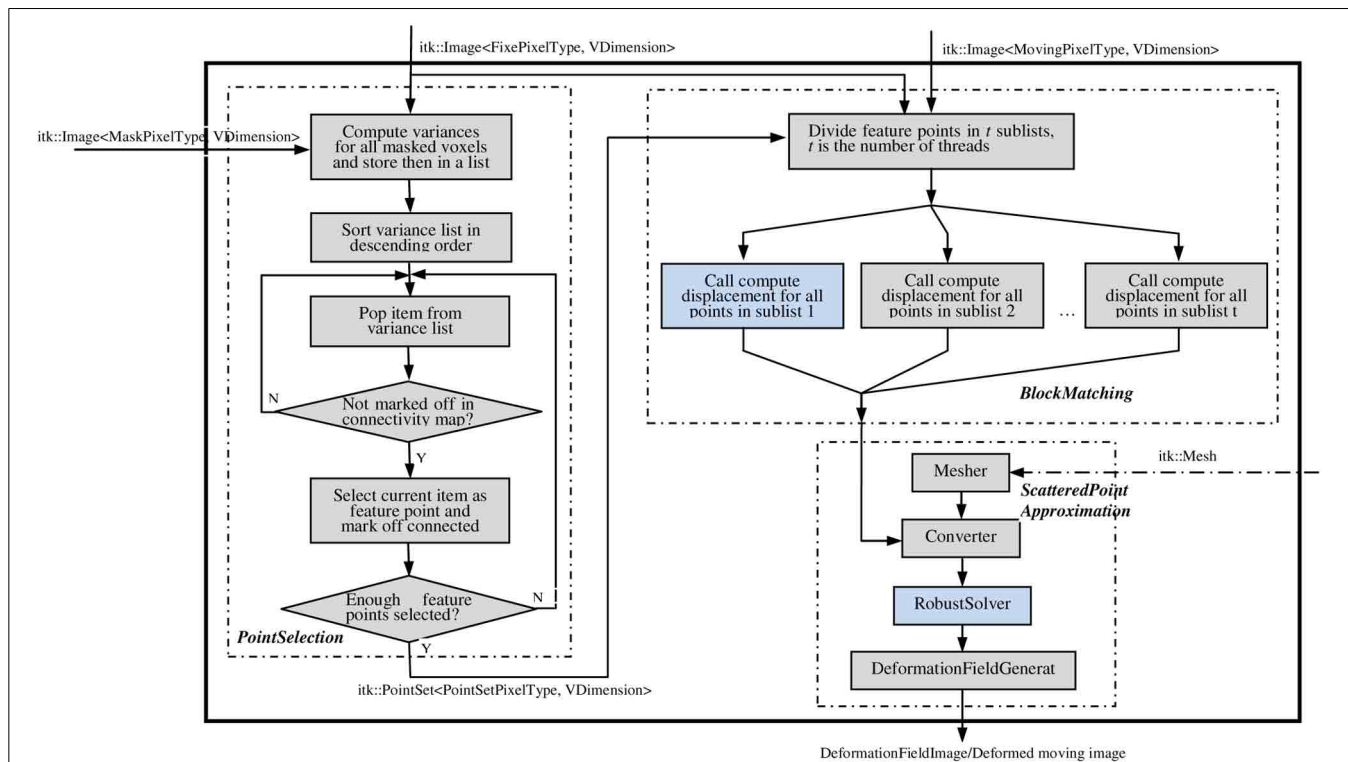 itk::Image<FixePixelType, VDimension>
itk::Image<MovingPixelType, VDimension>
itk::Image<MaskPixelType, VDimension>
Compute variances
for all masked voxels
and store then in a list
Sort variance list in
descending order
Pop item from
variance list
N
Not marked off in
connectivity map?
Y
Select current item as
feature point and
mark off connected
N
Enough feature
points selected?
PointSelection
Y
itk::PointSet<PointSetPixelType, VDimension>
Divide feature points in t sublists,
t is the number of threads
Call compute
displacement for all
points in sublist 1
Call compute
displacement for all
points in sublist 2
...
Call compute
displacement for all
points in sublist t
BlockMatching
itk::Mesh
Mesher
ScatteredPoint
Approximation
Converter
RobustSolver
DeformationFieldGenerat
DeformationFieldImage/Deformed moving image